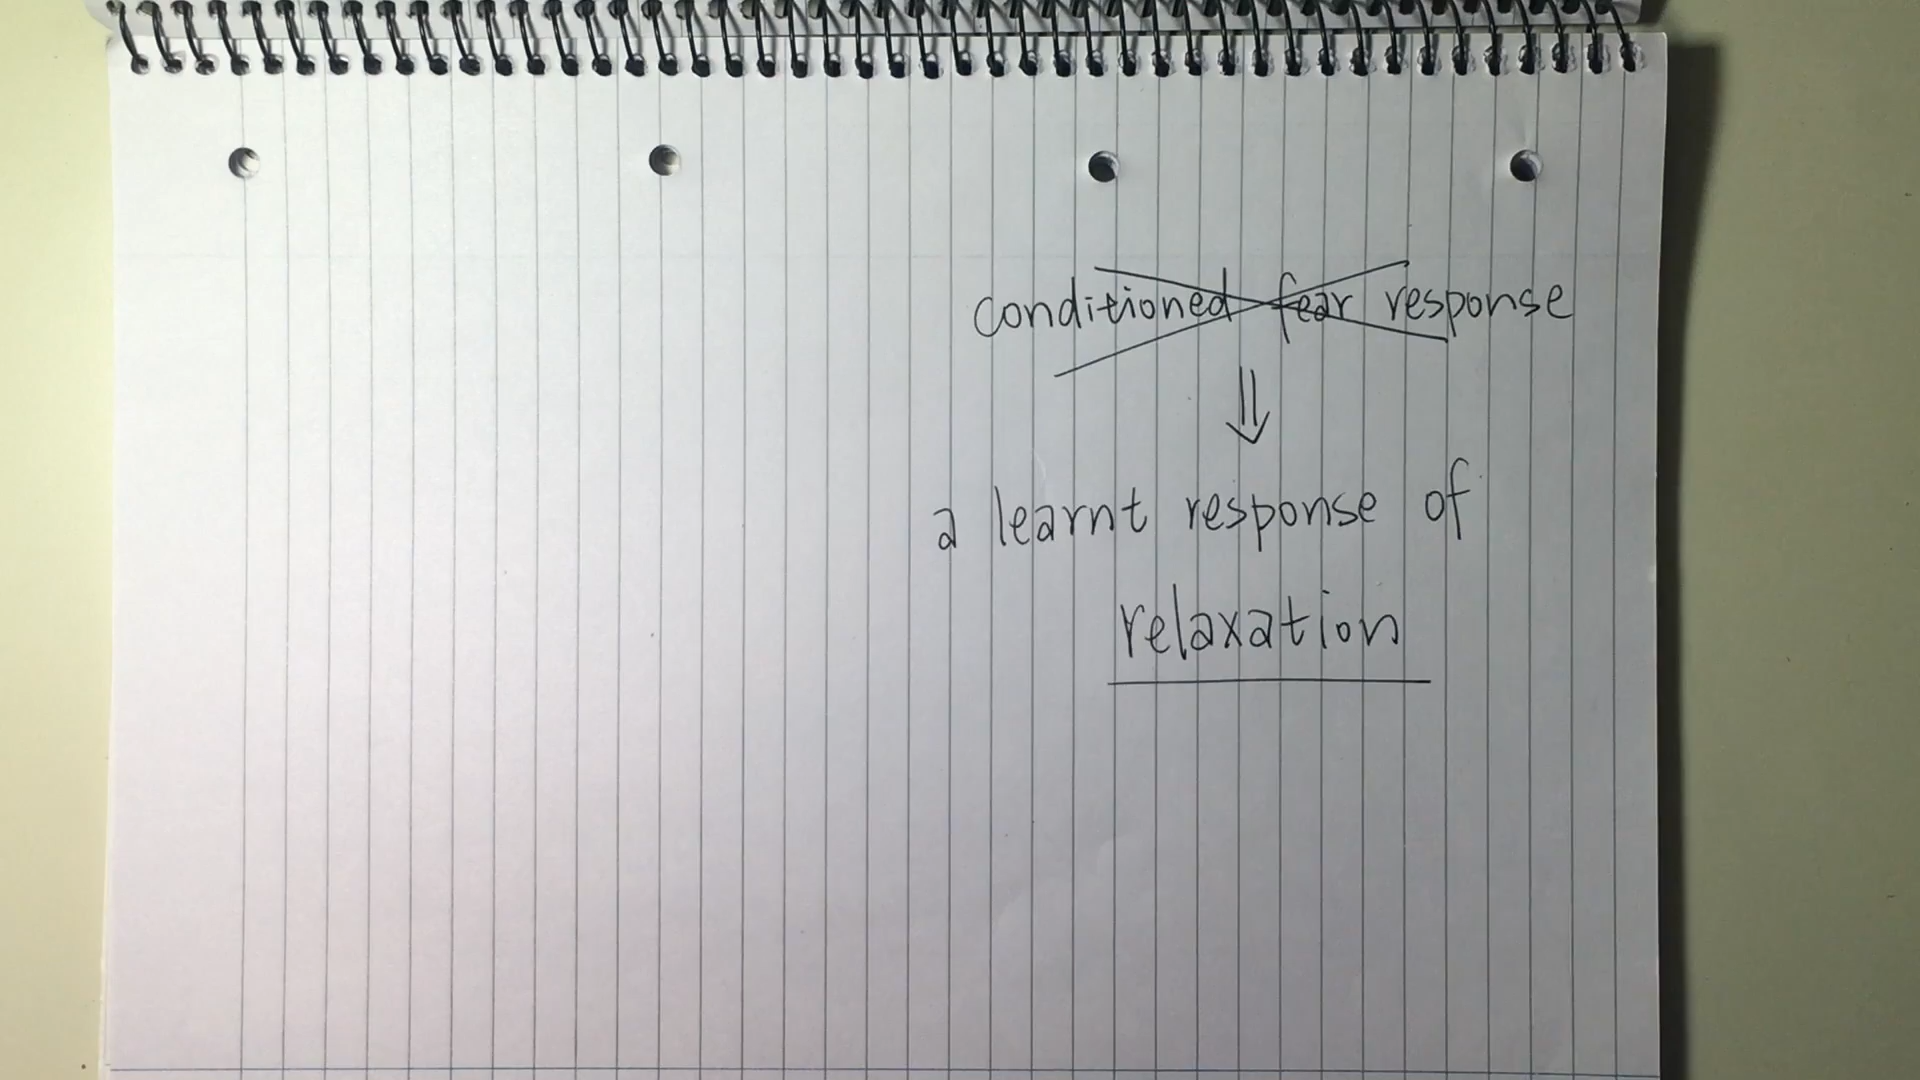 conditioned fear response
a learnt response of
relaxation